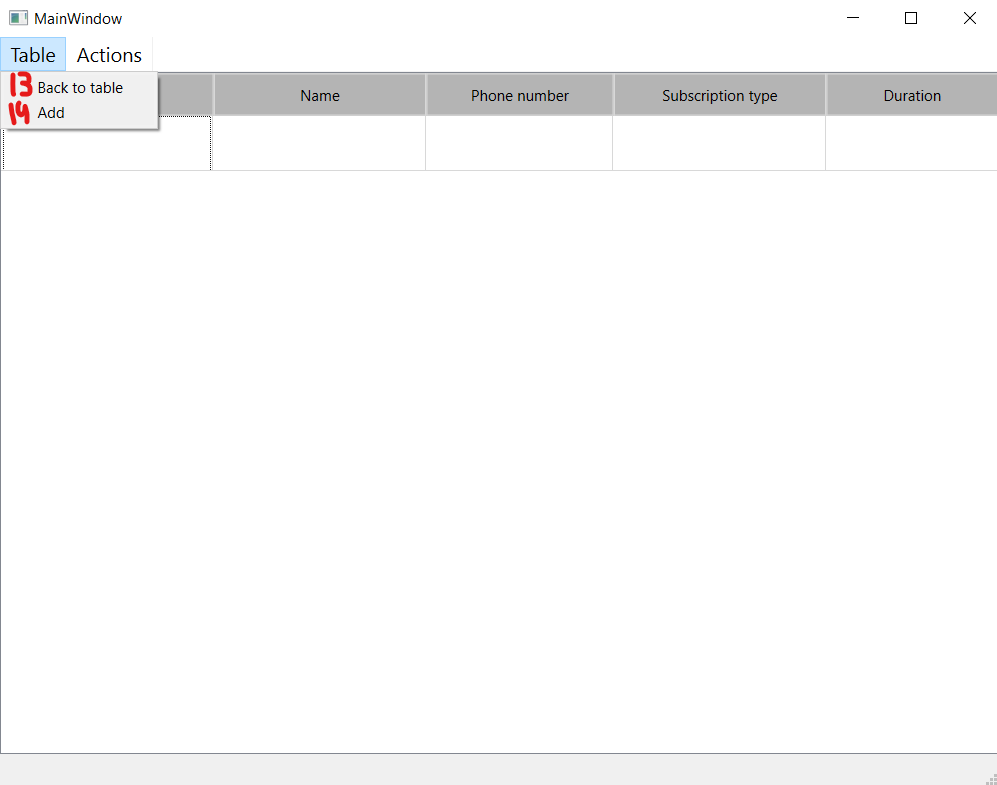 MainWindow
Table Actions
13 Back to table
14 Add
Name Phone number Subscription type Duration